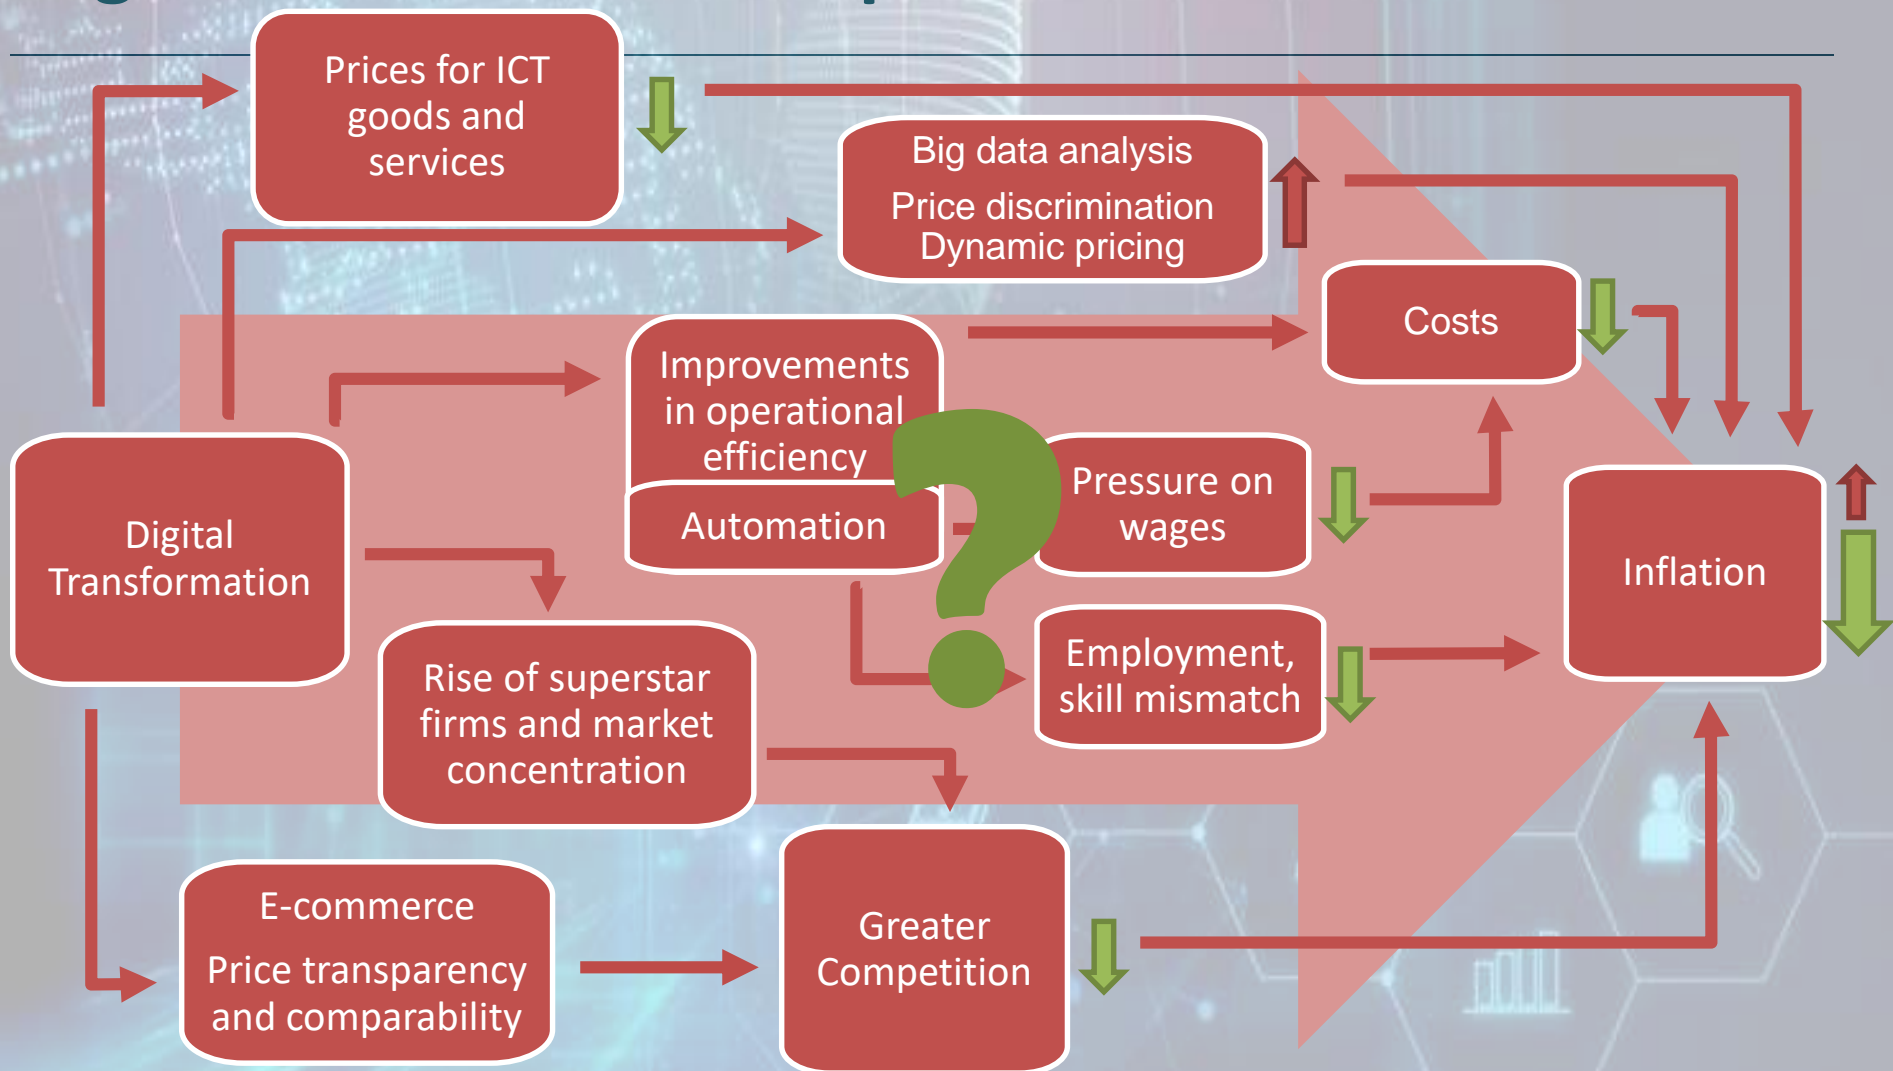 Prices for ICT
goods and
services
Big data analysis
Price discrimination
Dynamic pricing
Costs
Improvements
in operational
efficiency
Automation
?
Pressure on
wages
Digital
Transformation
Inflation
Employment,
skill mismatch
Rise of superstar
firms and market
concentration
E-commerce
Price transparency
and comparability
Greater
Competition